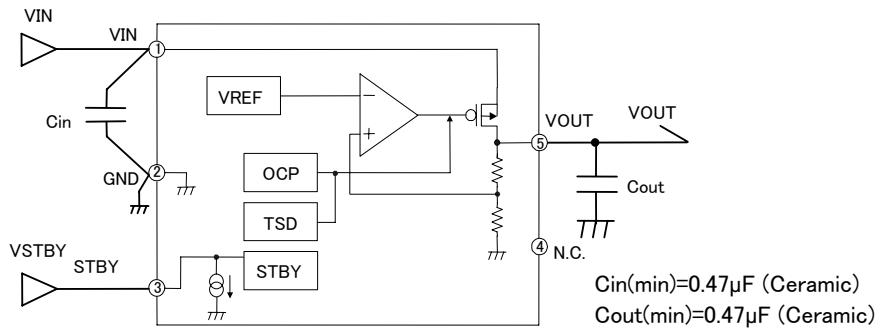 VIN
VIN
①
VREF
−
+
VOUT
VOUT
⑤
Cin
②
GND
OCP
Cout
TSD
VSTBY
STBY
STBY
③
④ N.C.
Cin(min)=0.47μF (Ceramic)
Cout(min)=0.47μF (Ceramic)